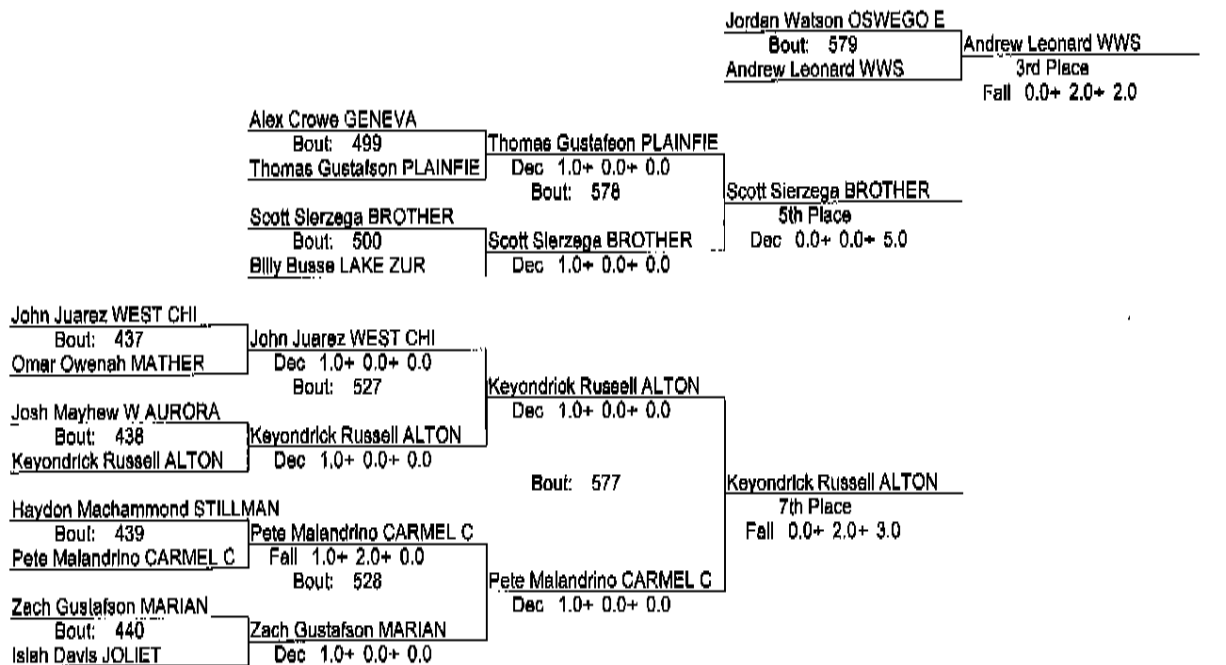 Jordan Watson OSWEGO E
Bout: 579
Andrew Leonard WWS
Andrew Leonard WWS
3rd Place
Fall 0.0+ 2.0+ 2.0
Alex Crowe GENEVA
Bout: 499
Thomas Gustafson PLAINFIE
Thomas Gustafson PLAINFIE
Dec 1.0+ 0.0+ 0.0
Bout: 578
Scott Sierzega BROTHER
5th Place
Dec 0.0+ 0.0+ 5.0
Scott Sierzega BROTHER
Bout: 500
Billy Busse LAKE ZUR
Scott Sierzega BROTHER
Dec 1.0+ 0.0+ 0.0
John Juarez WEST CHI
Bout: 437
Omar Owenah MATHER
John Juarez WEST CHI
Dec 1.0+ 0.0+ 0.0
Bout: 527
Keyondrick Russell ALTON
Dec 1.0+ 0.0+ 0.0
Josh Mayhew W AURORA
Bout: 438
Keyondrick Russell ALTON
Keyondrick Russell ALTON
Dec 1.0+ 0.0+ 0.0
Bout: 577
Keyondrick Russell ALTON
7th Place
Fall 0.0+ 2.0+ 3.0
Haydon Machammond STILLMAN
Bout: 439
Pete Malandrino CARMEL C
Pete Malandrino CARMEL C
Fall 1.0+ 2.0+ 0.0
Bout: 528
Pete Malandrino CARMEL C
Dec 1.0+ 0.0+ 0.0
Zach Gustafson MARIAN
Bout: 440
Isiah Davis JOLIET
Zach Gustafson MARIAN
Dec 1.0+ 0.0+ 0.0